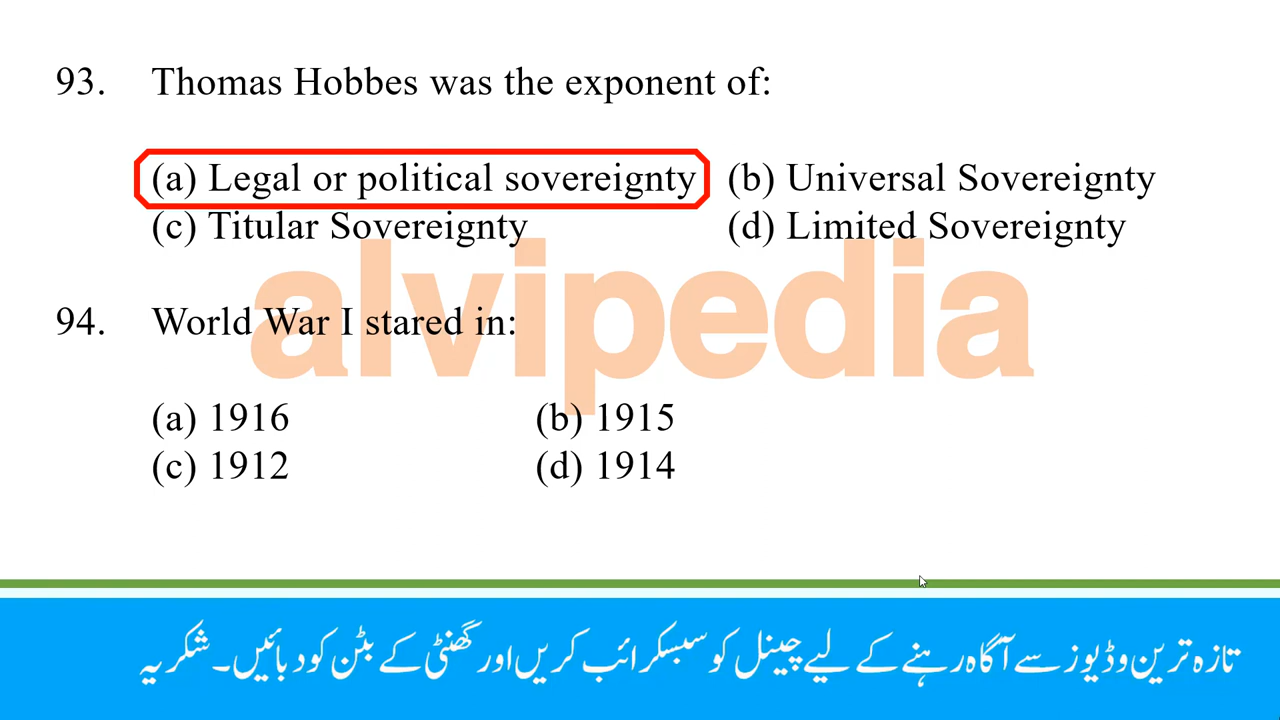 93. Thomas Hobbes was the exponent of:
(a) Legal or political sovereignty (b) Universal Sovereignty
(c) Titular Sovereignty (d) Limited Sovereignty
alvipedia
94. World War I stared in:
(a) 1916 (b) 1915
(c) 1912 (d) 1914
تازہ ترین وڈیوز سے آگاہ رہنے کے لیے چینل کو سبسکرائب کریں اور گھنٹی کے بٹن کو دبائیں۔ شکریہ